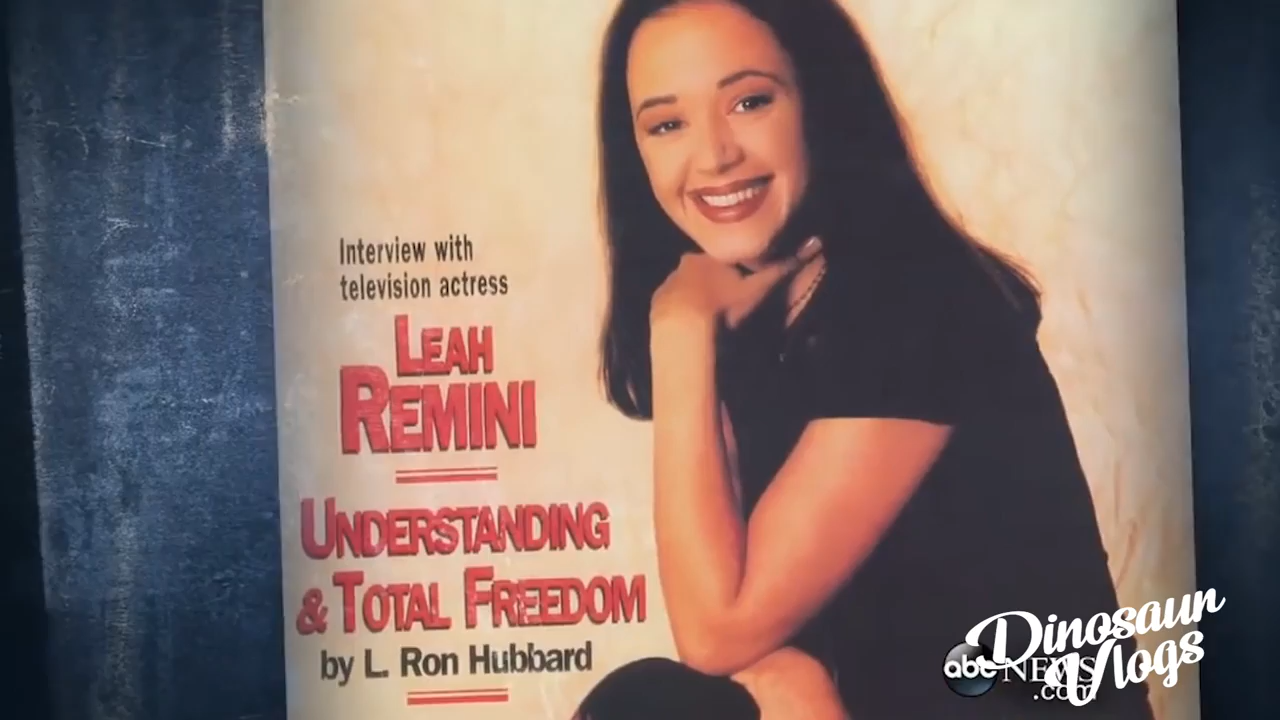 Interview with
television actress
LEAH
REMINI
UNDERSTANDING
& TOTAL FREEDOM
by L. Ron Hubbard
Dinosaur
Vlogs
abc NEWS
.com